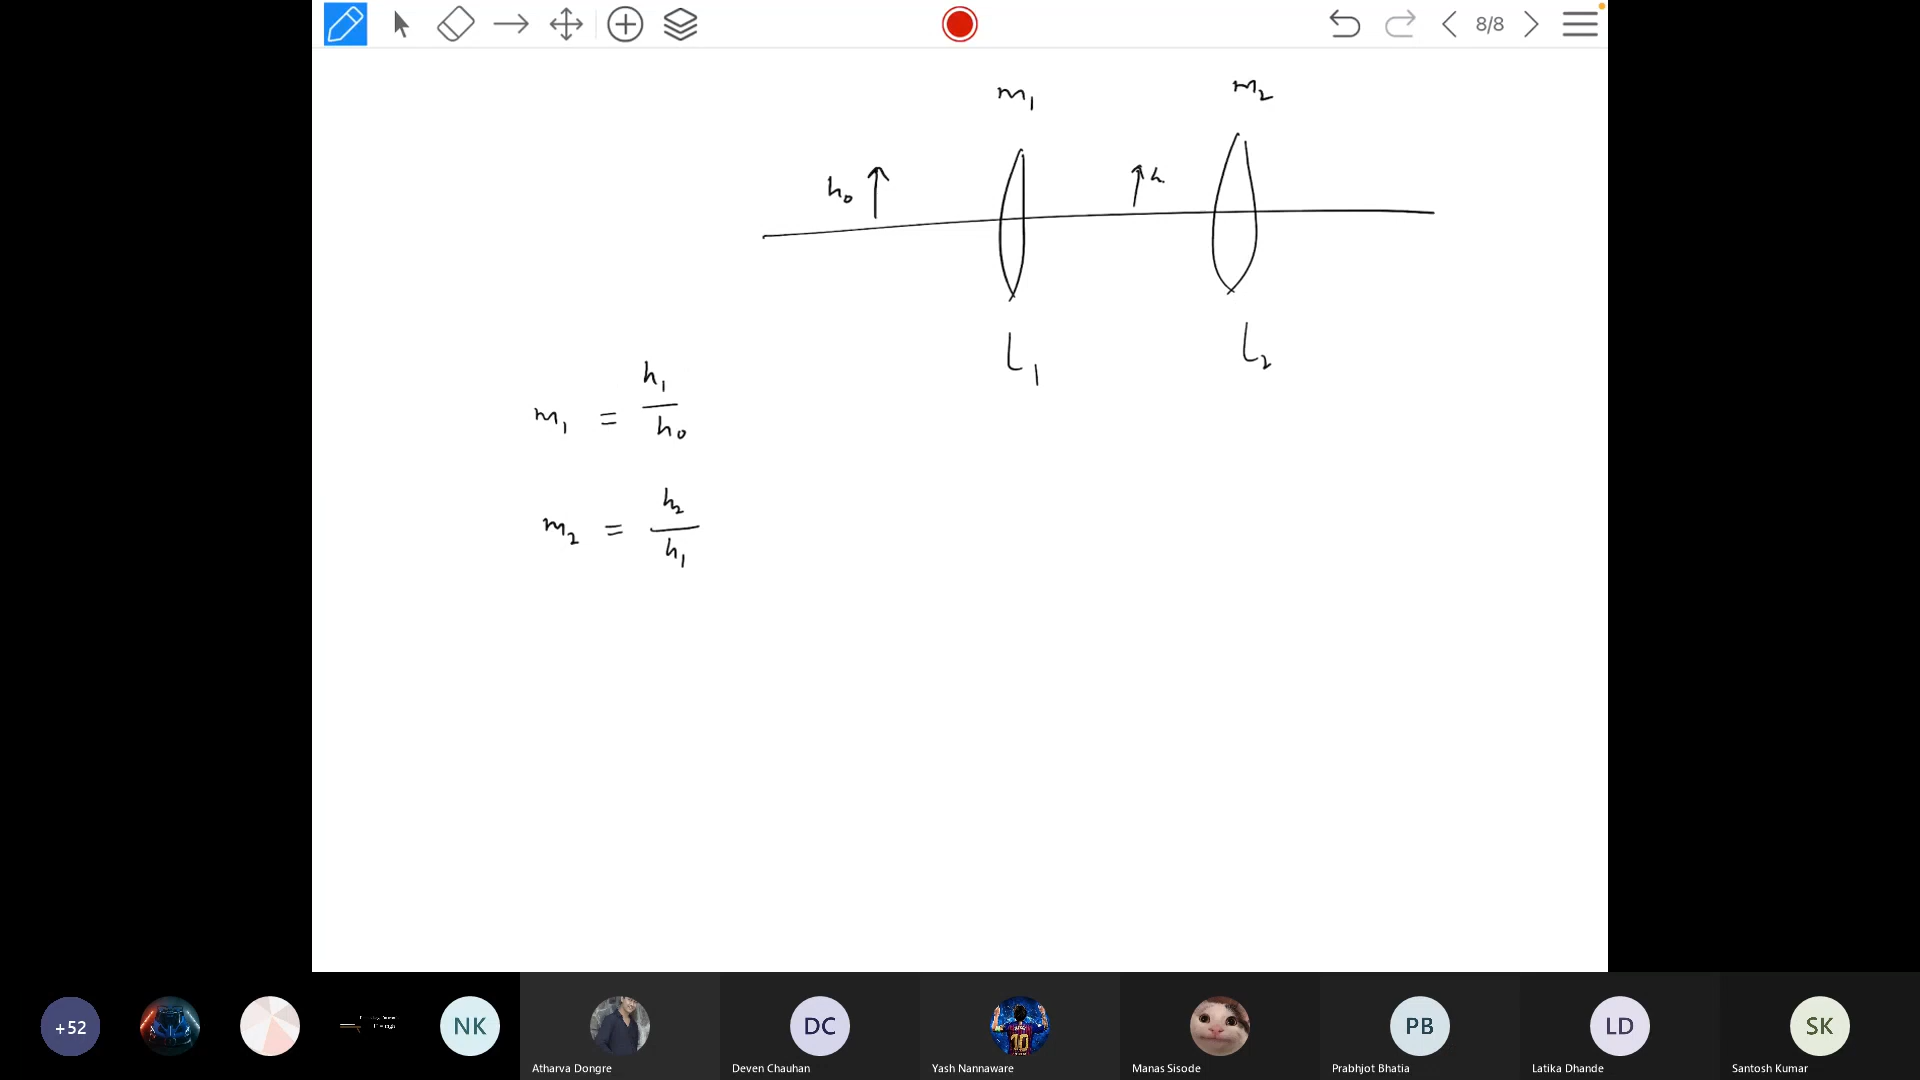 8/8
m₁ m₂
h₀ h
L₁ L₂
m₁ = h₁/h₀
m₂ = h₂/h₁
+52 NK DC PB LD SK
10
Atharva Dongre Deven Chauhan Yash Nannaware Manas Sisode Prabhjot Bhatia Latika Dhande Santosh Kumar